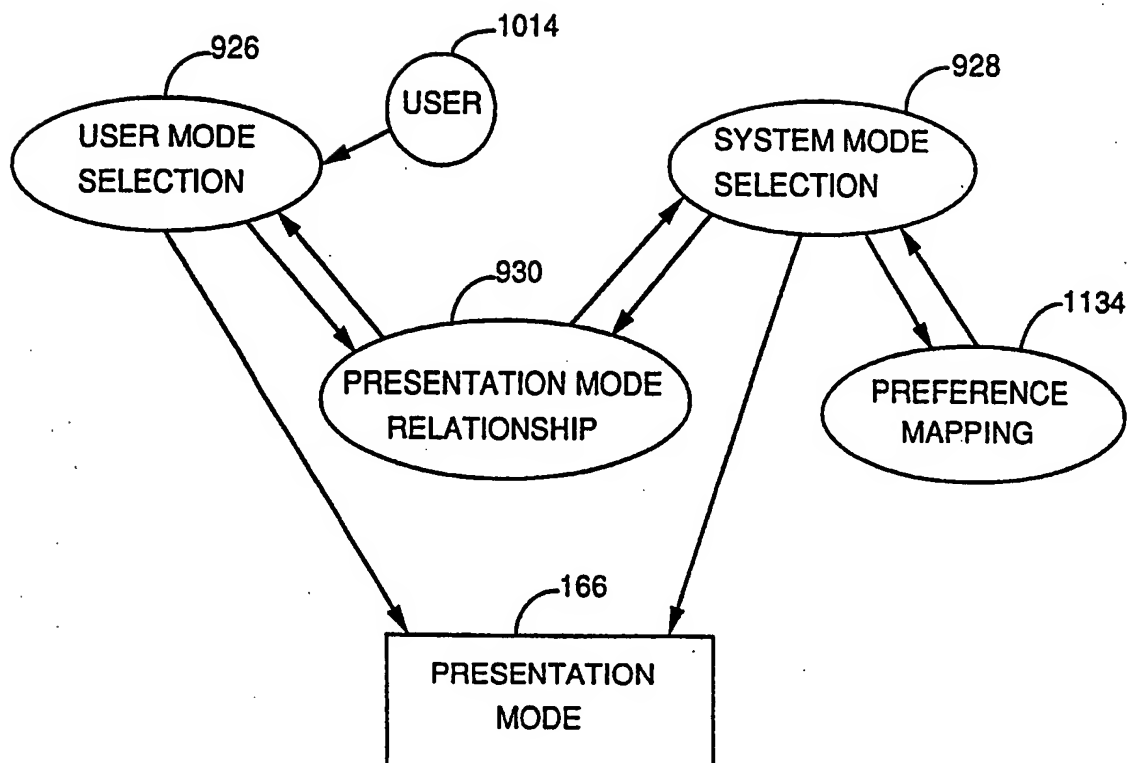 1014
926
928
USER
USER MODE
SELECTION
SYSTEM MODE
SELECTION
930
1134
PRESENTATION MODE
RELATIONSHIP
PREFERENCE
MAPPING
166
PRESENTATION
MODE